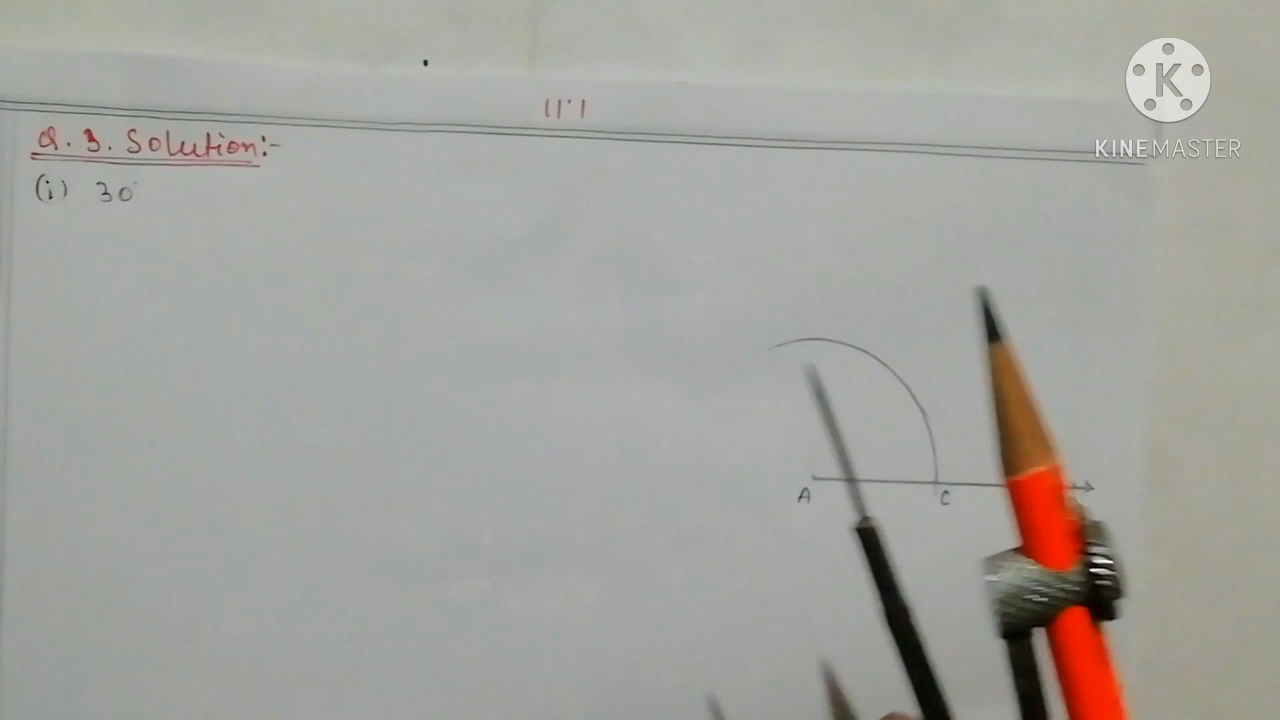 11.1
Q. 3. Solution:-
(i) 30°
A
C
K
KINEMASTER